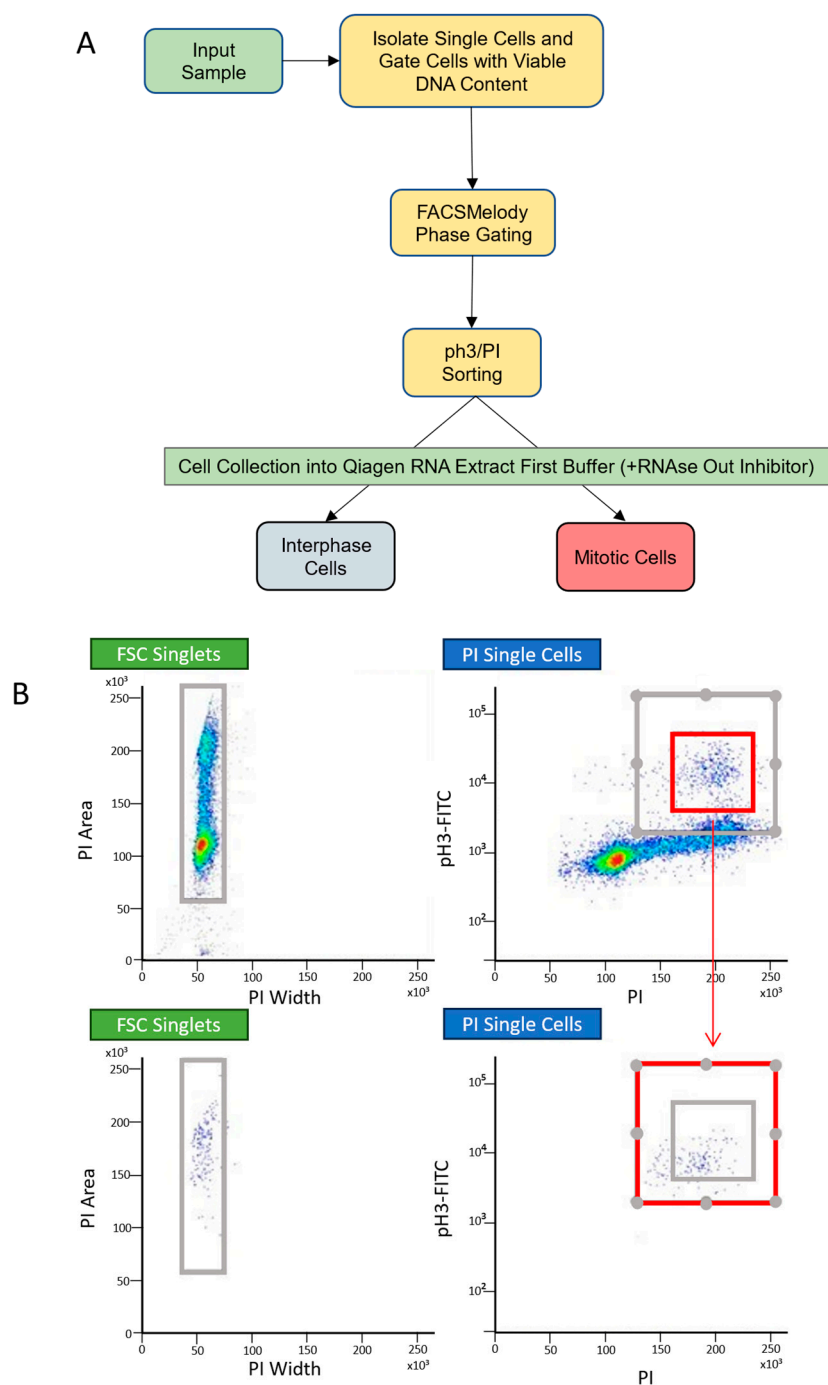 A
Input
Sample
Isolate Single Cells and
Gate Cells with Viable
DNA Content
FACSMelody
Phase Gating
ph3/PI
Sorting
Cell Collection into Qiagen RNA Extract First Buffer (+RNAse Out Inhibitor)
Interphase
Cells
Mitotic Cells
B
FSC Singlets
x10³
250
200
150
100
50
0
PI Area
0 50 100 150 200 250
x10³
PI Width
PI Single Cells
10⁵
10⁴
10³
10²
pH3-FITC
0 50 100 150 200 250
x10³
PI
FSC Singlets
x10³
250
200
150
100
50
0
PI Area
0 50 100 150 200 250
x10³
PI Width
PI Single Cells
10⁵
10⁴
10³
10²
pH3-FITC
0 50 100 150 200 250
x10³
PI